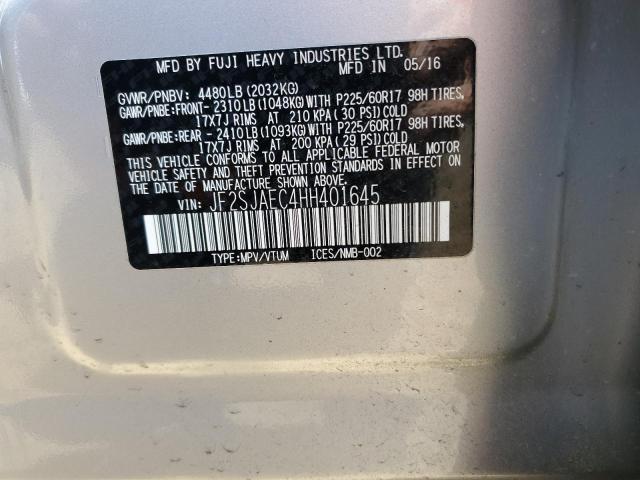 MFD BY FUJI HEAVY INDUSTRIES LTD.
MFD IN 05/16
GVWR/PNBV: 4480LB(2032KG)
GAWR/PNBE:FRONT- 2310LB(1048KG)WITH P225/60R17 98H TIRES,
17X7J RIMS AT 210 KPA(30 PSI)COLD
GAWR/PNBE:REAR - 2410LB(1093KG)WITH P225/60R17 98H TIRES,
17X7J RIMS AT 200 KPA(29 PSI)COLD
THIS VEHICLE CONFORMS TO ALL APPLICABLE FEDERAL MOTOR
VEHICLE SAFETY AND THEFT PREVENTION STANDARDS IN EFFECT
ON THE DATE OF MANUFACTURE SHOWN ABOVE.
VIN: JF2SJAEC4HH401645
TYPE:MPV/VTUM ICES/NMB-002